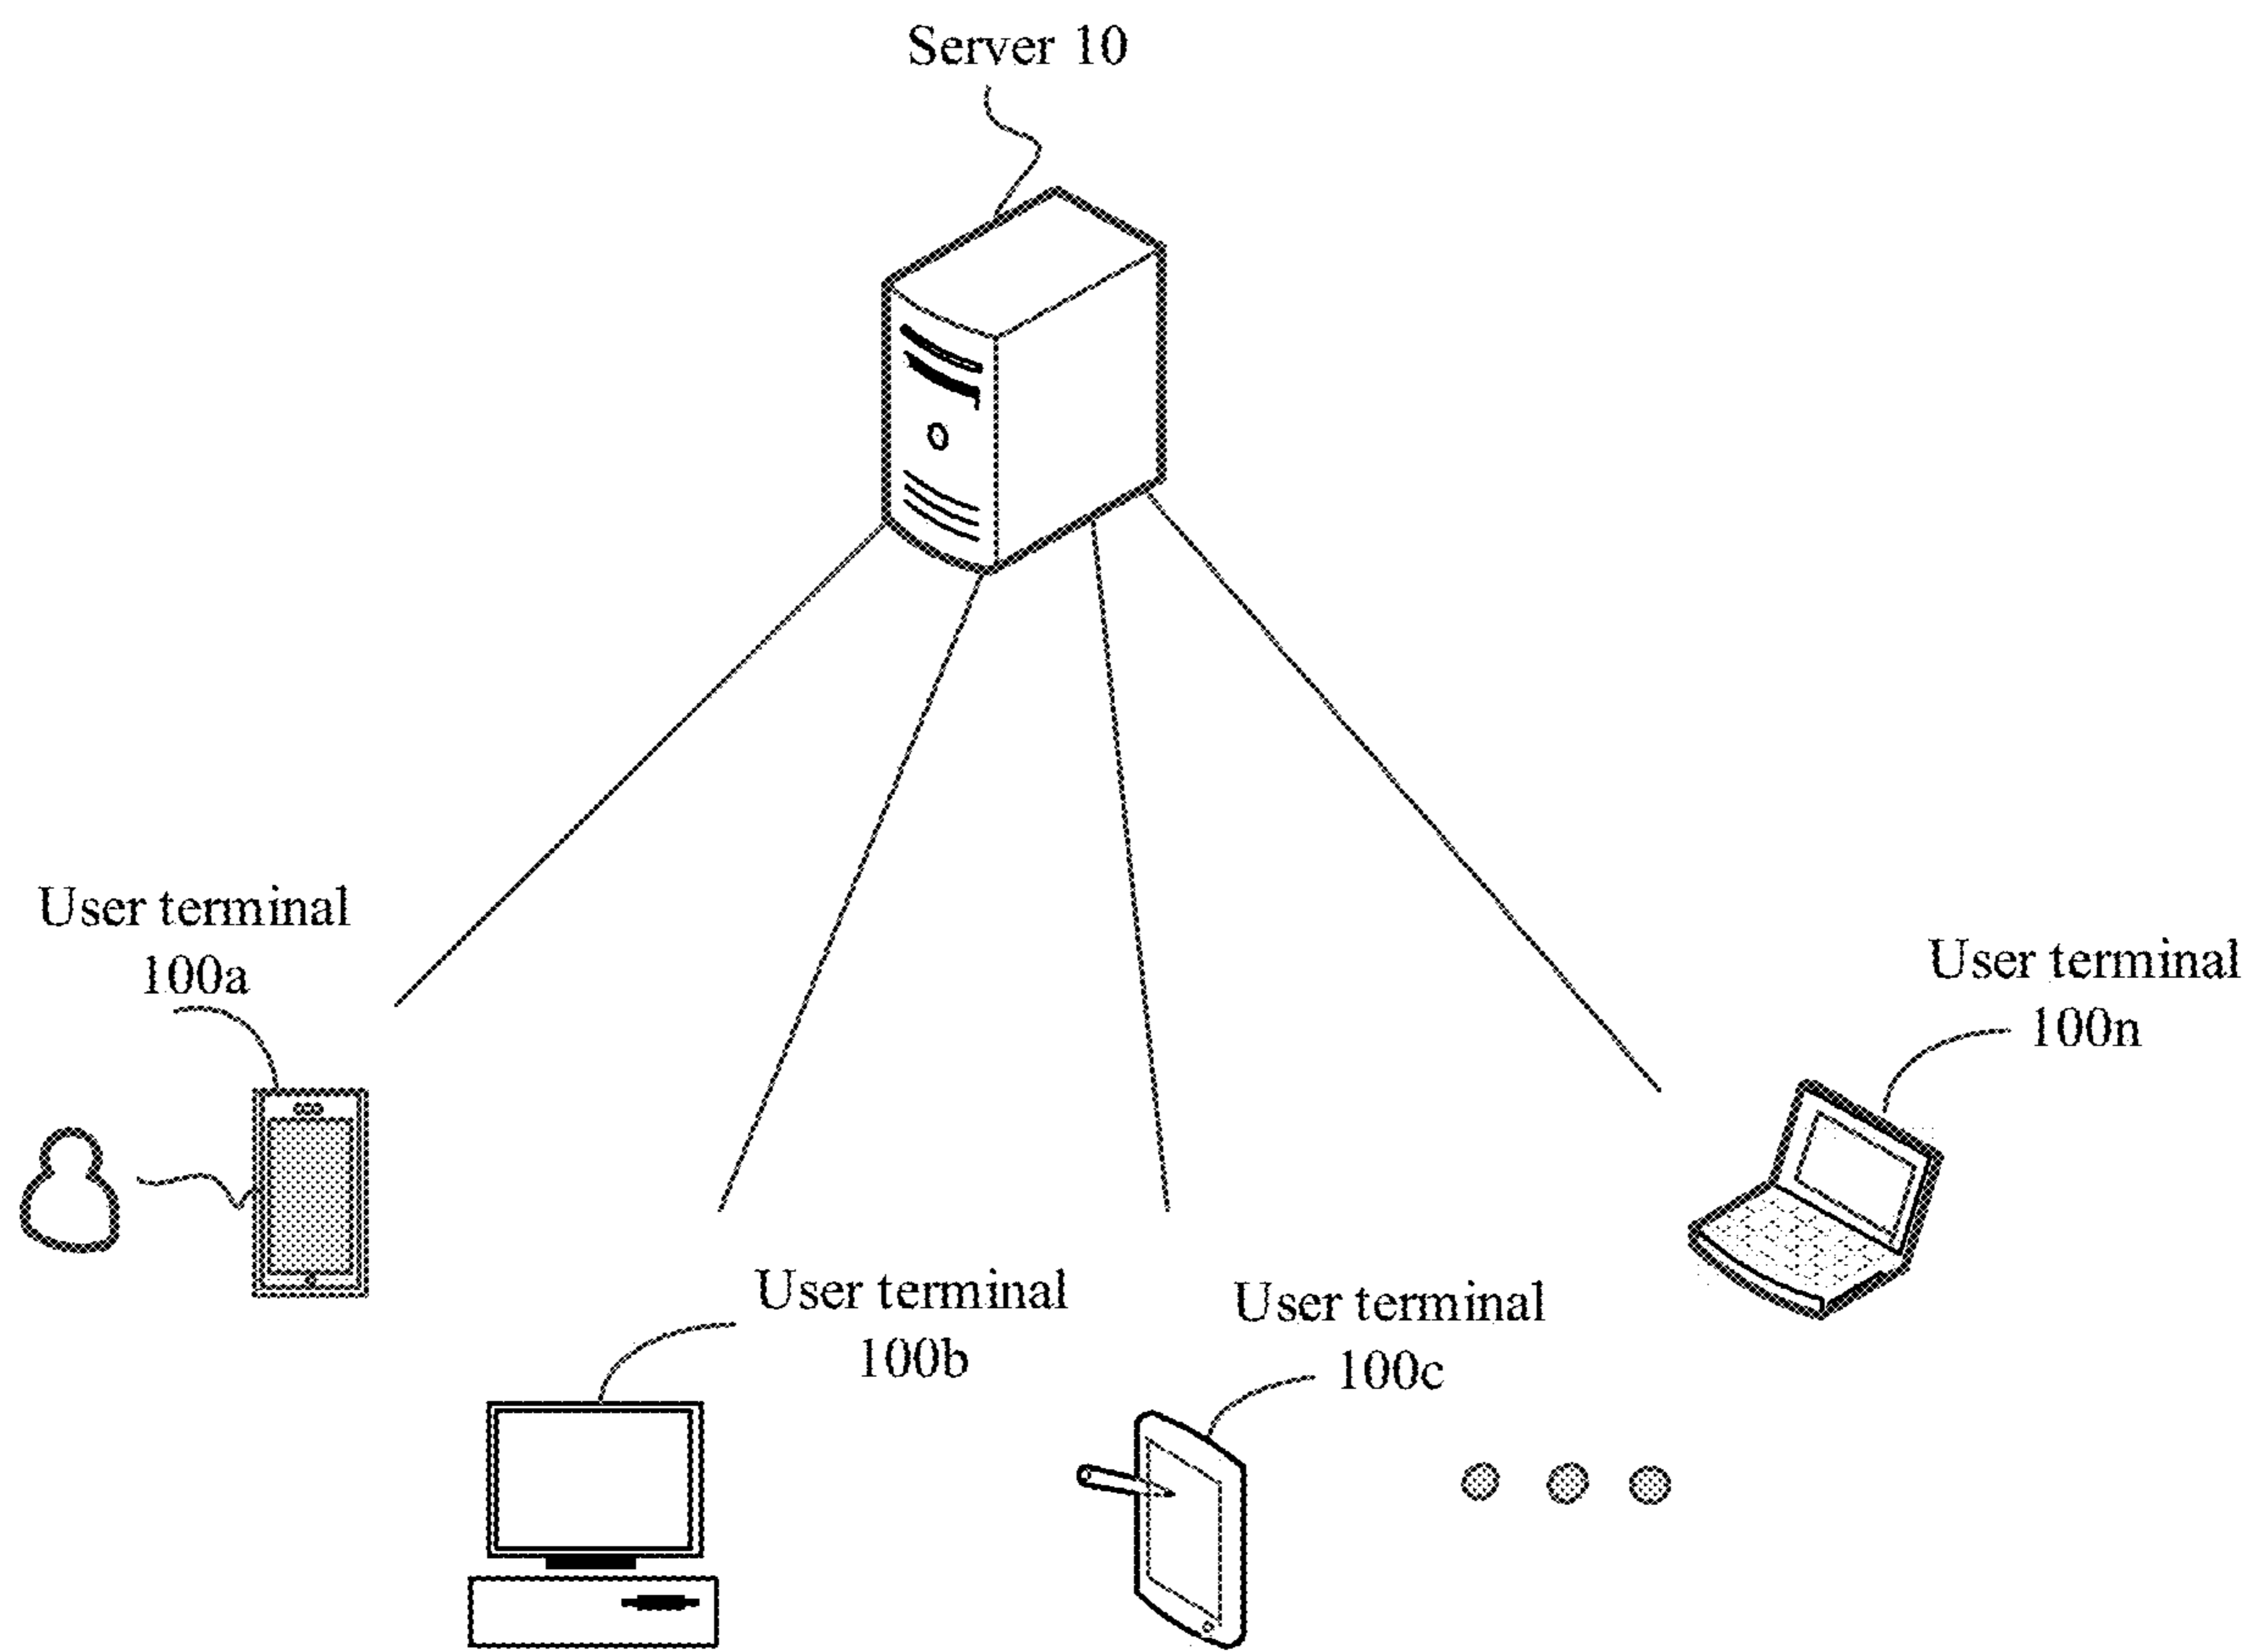 Server 10
User terminal
100a
User terminal
100n
User terminal
100b
User terminal
100c